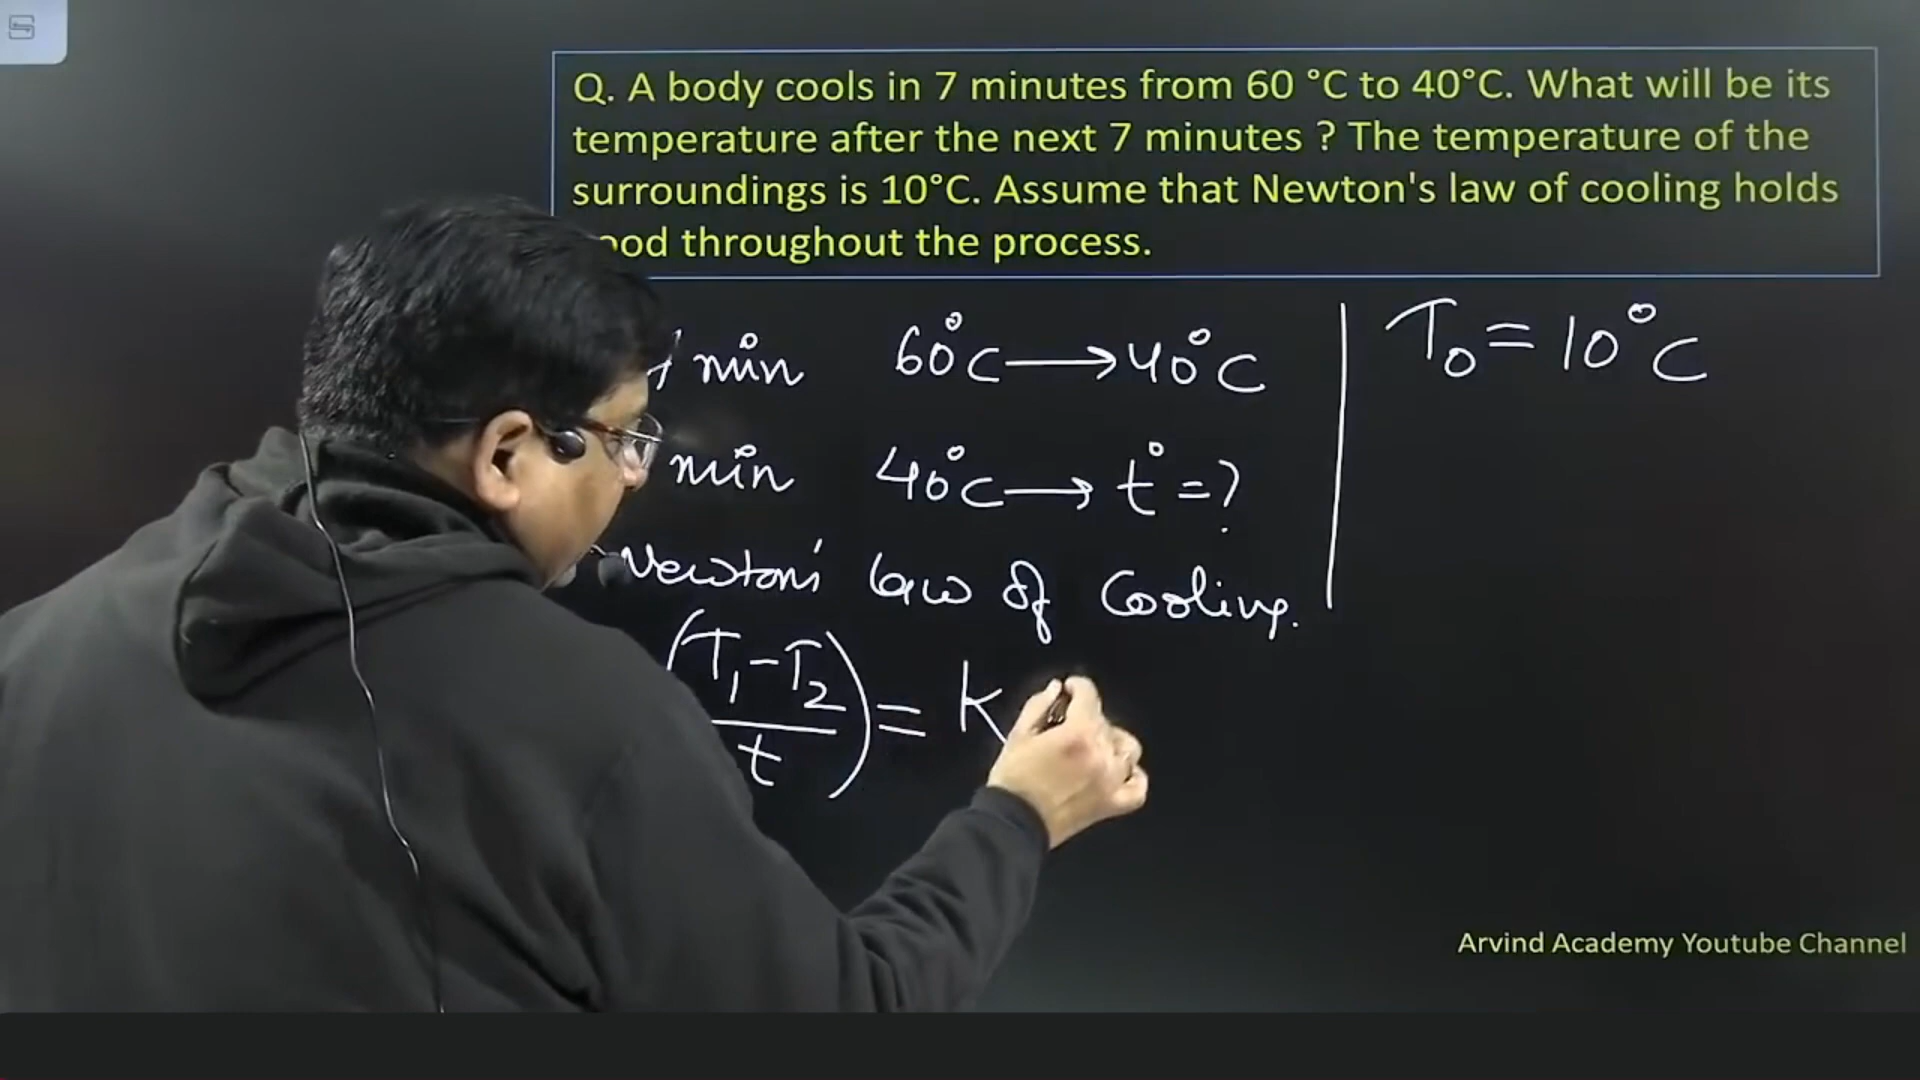 Q. A body cools in 7 minutes from 60 °C to 40°C. What will be its
temperature after the next 7 minutes ? The temperature of the
surroundings is 10°C. Assume that Newton's law of cooling holds
throughout the process.
min 60°C → 40°C
T₀ = 10°C
min 40°C → t° = ?
Newton's law of Cooling.
(T₁-T₂/t) = K
Arvind Academy Youtube Channel